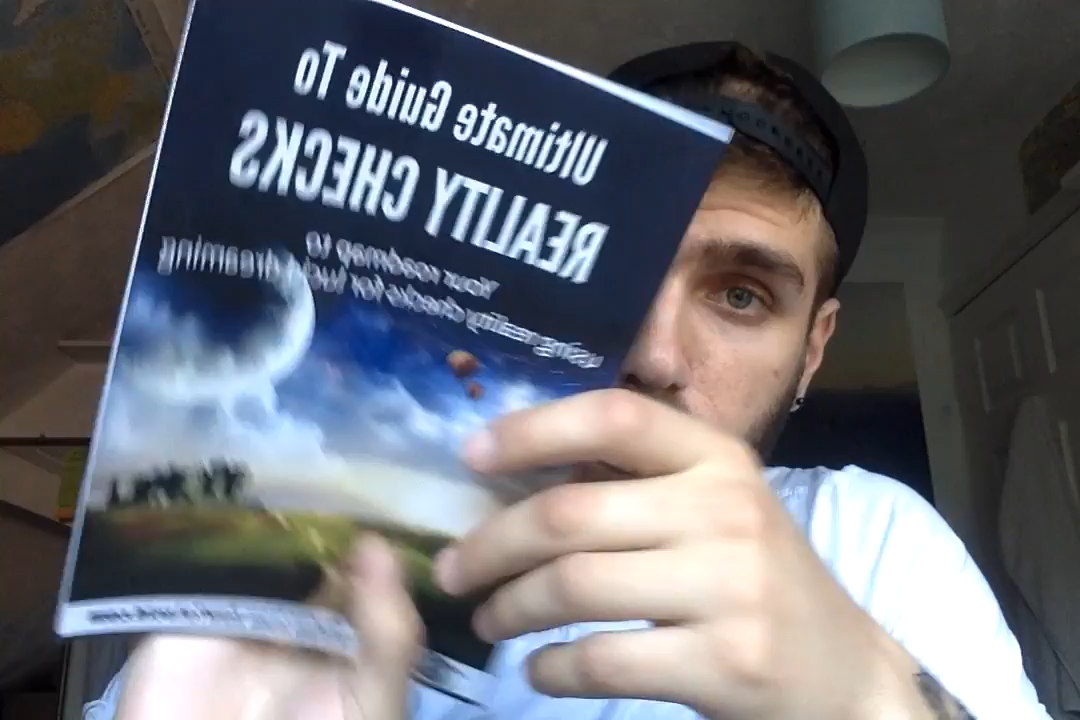 Ultimate Guide To
REALITY CHECKS
Your roadmap to
using reality checks for lucid dreaming